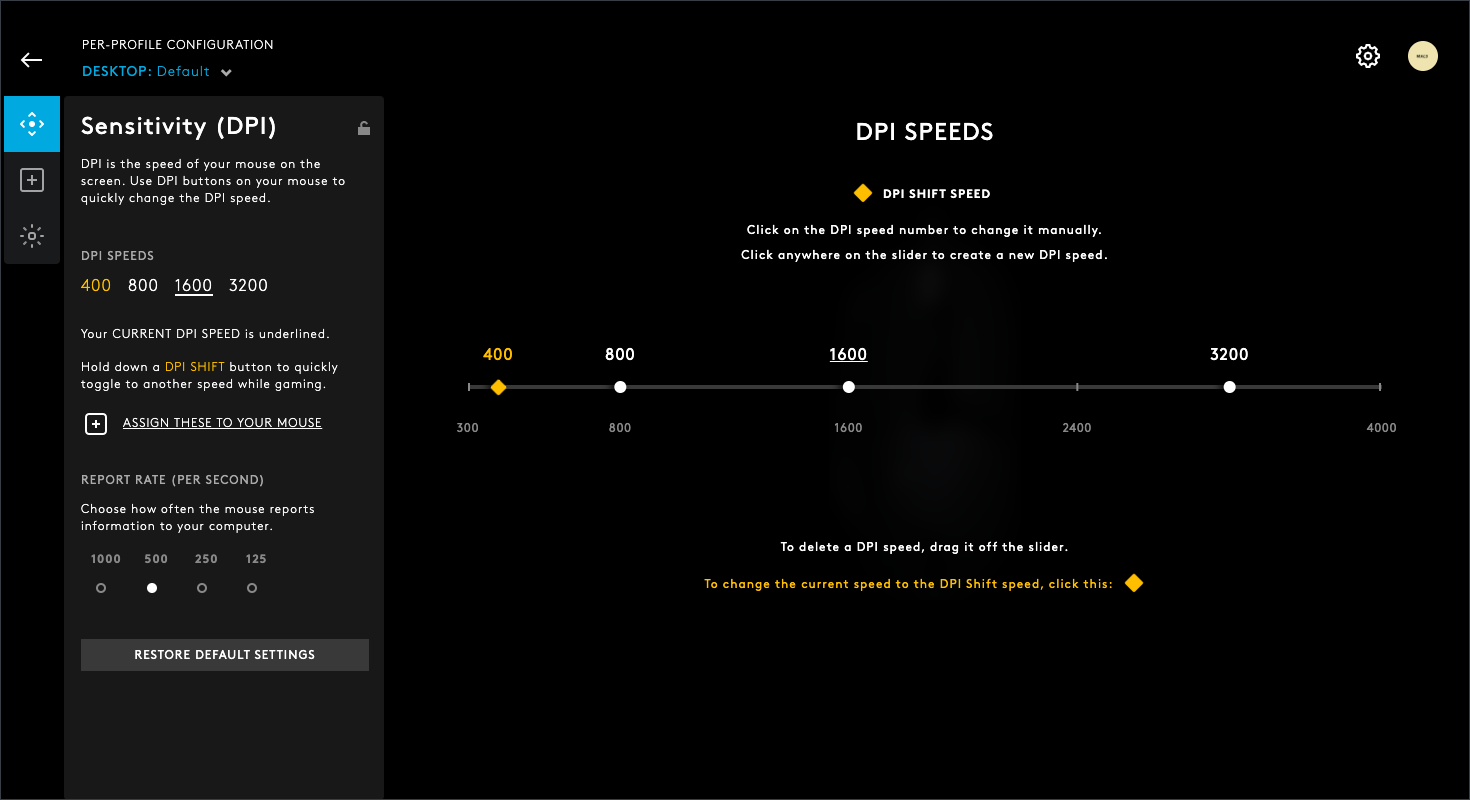 PER-PROFILE CONFIGURATION
DESKTOP: Default
Sensitivity (DPI)
DPI is the speed of your mouse on the
screen. Use DPI buttons on your mouse to
quickly change the DPI speed.
DPI SPEEDS
400 800 1600 3200
Your CURRENT DPI SPEED is underlined.
Hold down a DPI SHIFT button to quickly
toggle to another speed while gaming.
ASSIGN THESE TO YOUR MOUSE
REPORT RATE (PER SECOND)
Choose how often the mouse reports
information to your computer.
1000 500 250 125
RESTORE DEFAULT SETTINGS
DPI SPEEDS
DPI SHIFT SPEED
Click on the DPI speed number to change it manually.
Click anywhere on the slider to create a new DPI speed.
400 800 1600 3200
300 800 1600 2400 4000
To delete a DPI speed, drag it off the slider.
To change the current speed to the DPI Shift speed, click this: